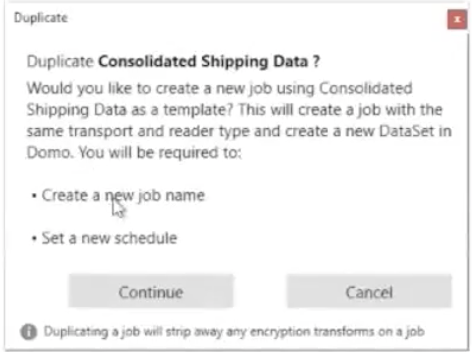 Duplicate
Duplicate Consolidated Shipping Data ?
Would you like to create a new job using Consolidated
Shipping Data as a template? This will create a job with the
same transport and reader type and create a new DataSet in
Domo. You will be required to:
• Create a new job name
• Set a new schedule
Continue
Cancel
Duplicating a job will strip away any encryption transforms on a job